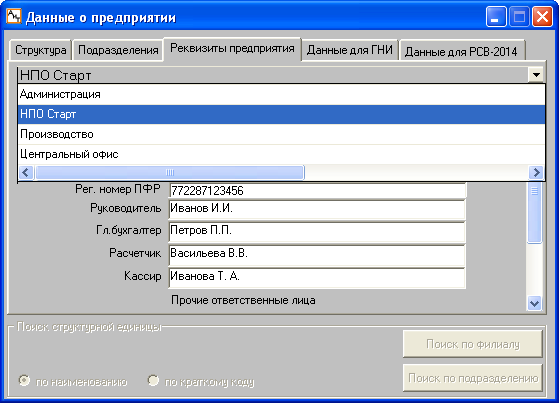 Данные о предприятии
Структура Подразделения Реквизиты предприятия Данные для ГНИ Данные для РСВ-2014
НПО Старт
Администрация
НПО Старт
Производство
Центральный офис
Рег. номер ПФР 772287123456
Руководитель Иванов И.И.
Гл.бухгалтер Петров П.П.
Расчетчик Васильева В.В.
Кассир Иванова Т. А.
Прочие ответственные лица
Поиск структурной единицы
Поиск по филиалу
по наименованию по краткому коду Поиск по подразделению